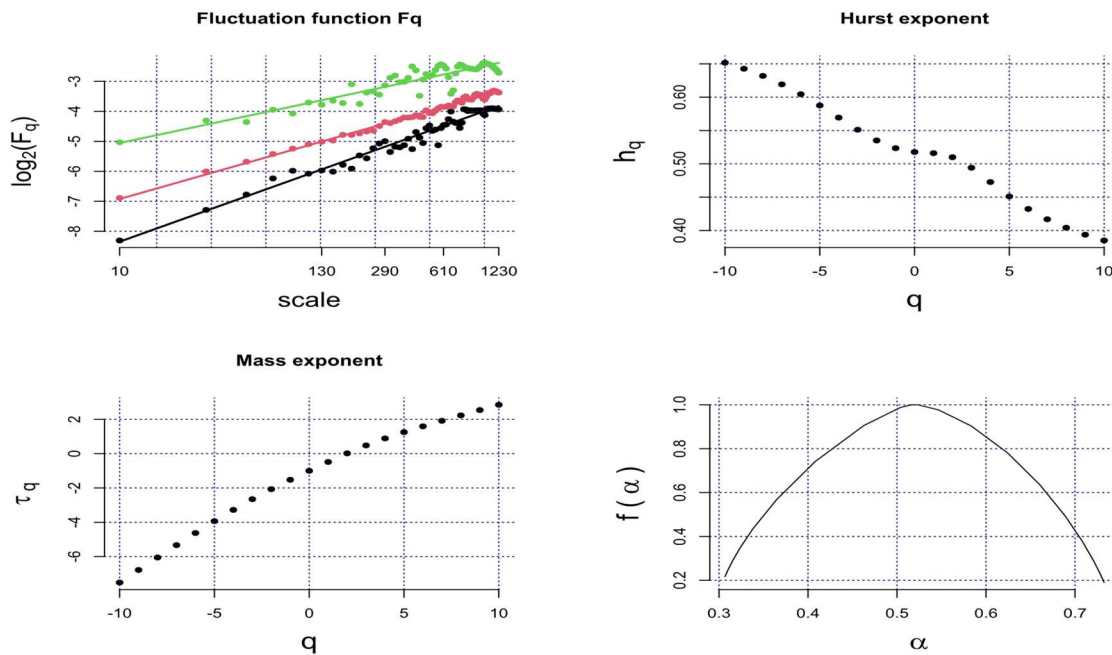 Fluctuation function Fq
log₂(F_q)
-3
-4
-5
-6
-7
-8
10 130 290 610 1230
scale
Hurst exponent
h_q
0.60
0.50
0.40
-10 -5 0 5 10
q
Mass exponent
τ_q
2
0
-2
-4
-6
-10 -5 0 5 10
q
f(α)
1.0
0.8
0.6
0.4
0.2
0.3 0.4 0.5 0.6 0.7
α